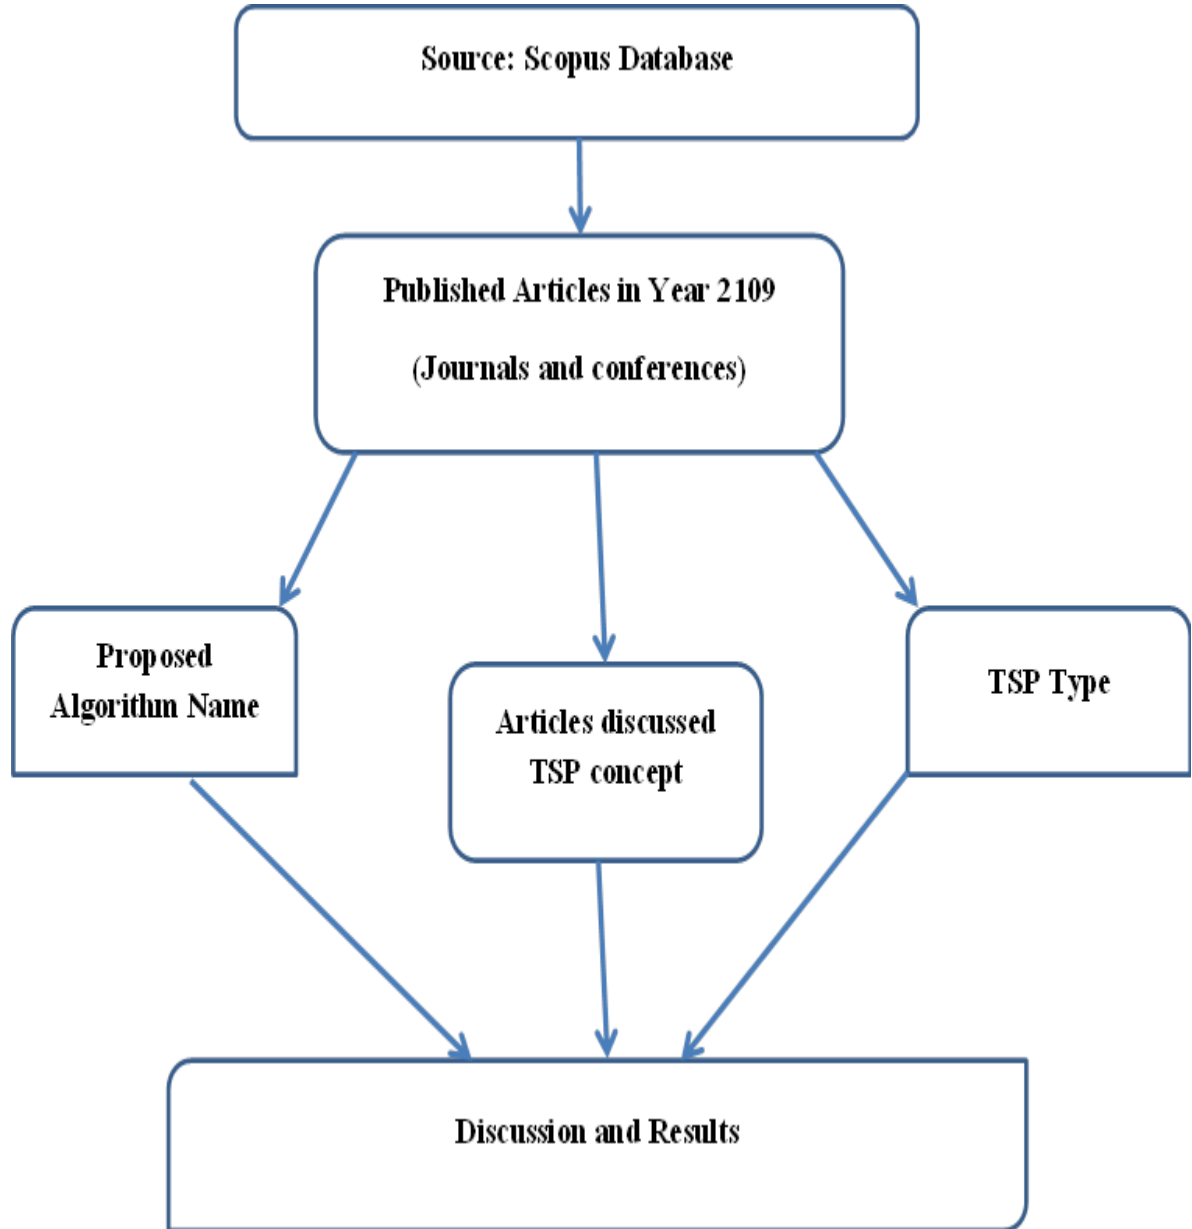 Source: Scopus Database
Published Articles in Year 2109
(Journals and conferences)
Proposed
Algorithm Name
Articles discussed
TSP concept
TSP Type
Discussion and Results